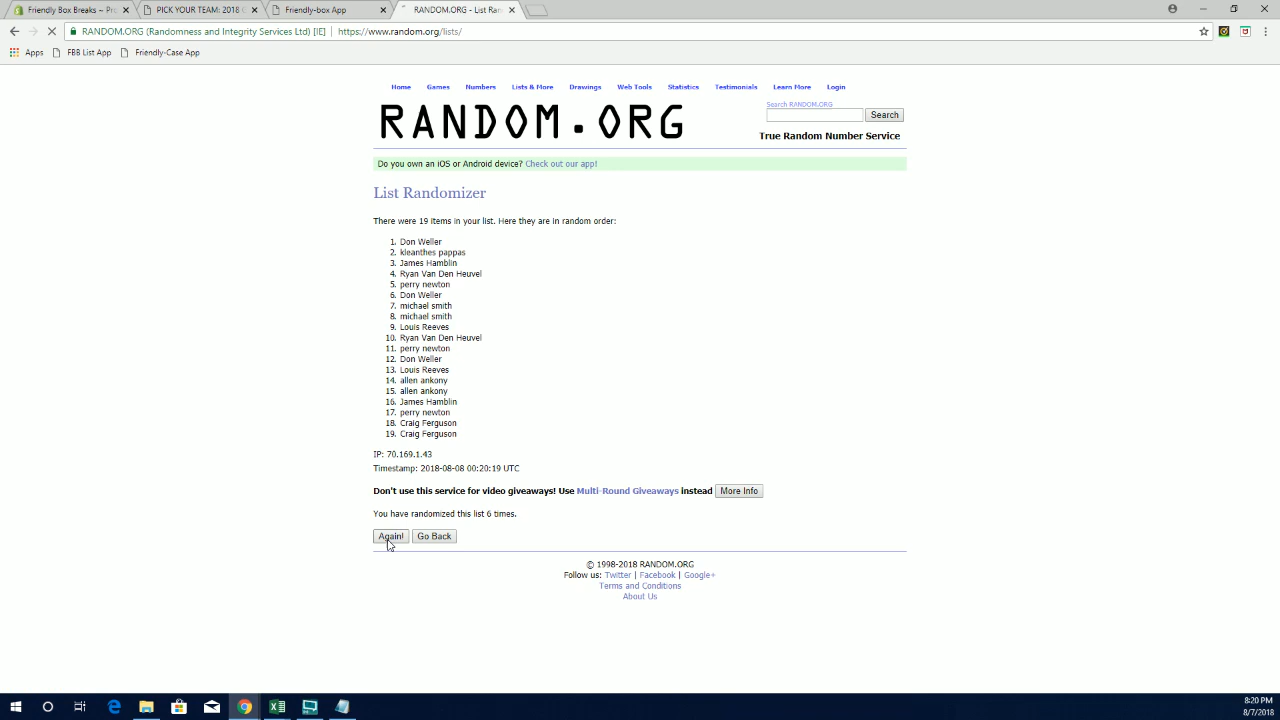 Friendly Box Breaks ~ Pro
PICK YOUR TEAM: 2018 C
Friendly-box App
RANDOM.ORG - List Ran
RANDOM.ORG (Randomness and Integrity Services Ltd) [IE] | https://www.random.org/lists/
Apps FBB List App Friendly-Case App
Home Games Numbers Lists & More Drawings Web Tools Statistics Testimonials Learn More Login
RANDOM.ORG
Search RANDOM.ORG
Search
True Random Number Service
Do you own an iOS or Android device? Check out our app!
List Randomizer
There were 19 items in your list. Here they are in random order:
1. Don Weller
2. kleanthes pappas
3. James Hamblin
4. Ryan Van Den Heuvel
5. perry newton
6. Don Weller
7. michael smith
8. michael smith
9. Louis Reeves
10. Ryan Van Den Heuvel
11. perry newton
12. Don Weller
13. Louis Reeves
14. allen ankony
15. allen ankony
16. James Hamblin
17. perry newton
18. Craig Ferguson
19. Craig Ferguson
IP: 70.169.1.43
Timestamp: 2018-08-08 00:20:19 UTC
Don't use this service for video giveaways! Use Multi-Round Giveaways instead More Info
You have randomized this list 6 times.
Again! Go Back
© 1998-2018 RANDOM.ORG
Follow us: Twitter | Facebook | Google+
Terms and Conditions
About Us
8:20 PM
8/7/2018